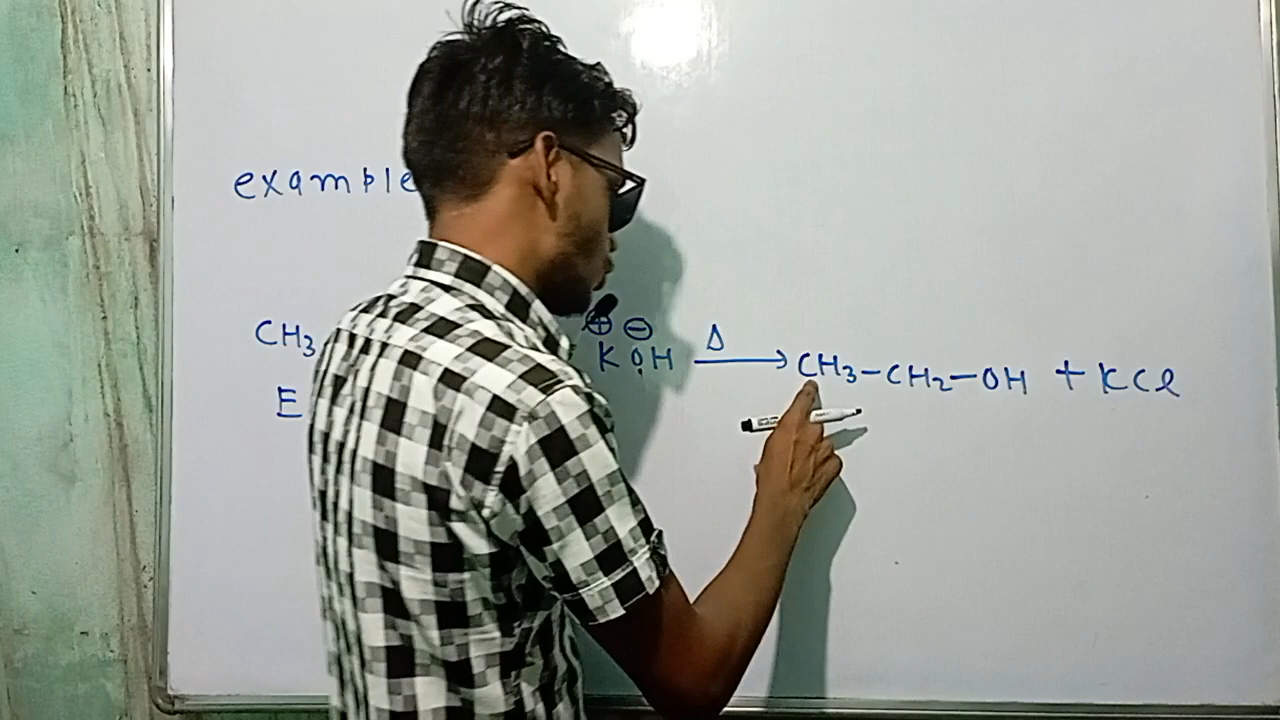 example
⊕ ⊖
CH3 KOH Δ→ CH3-CH2-OH + KCl
E